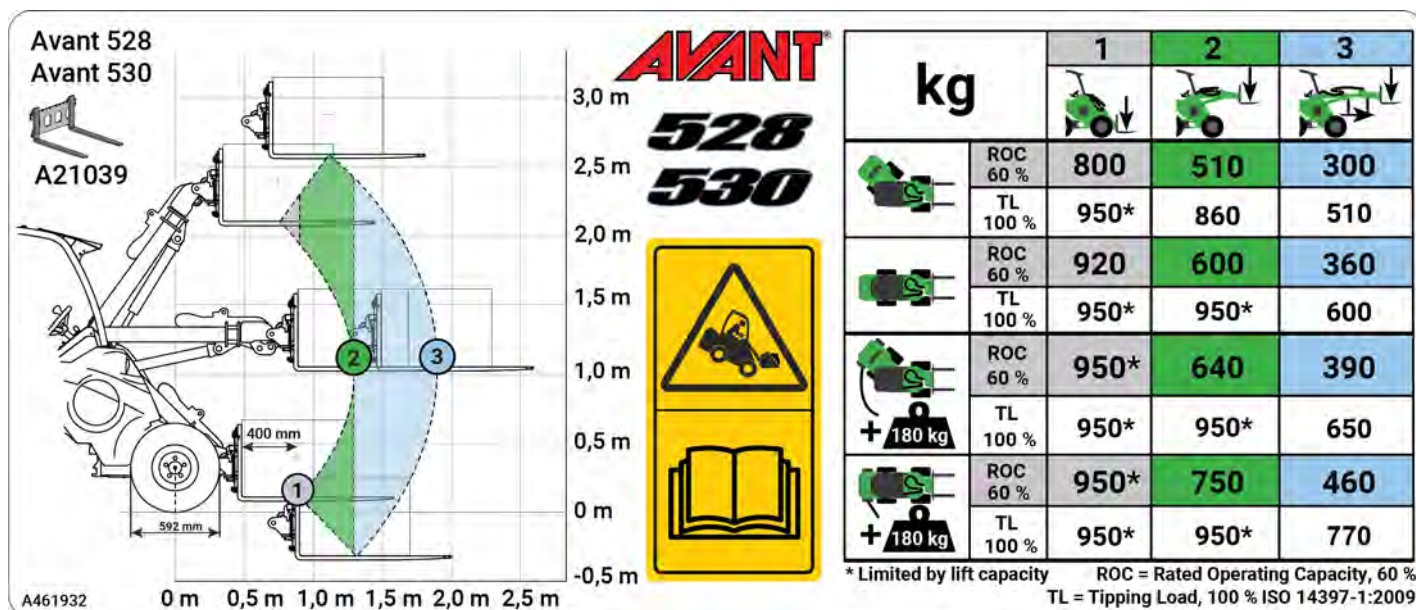 Avant 528
Avant 530
A21039
3,0 m
2,5 m
2,0 m
1,5 m
1,0 m
0,5 m
0 m
-0,5 m
400 mm
592 mm
1
2
3
A461932
0 m 0,5 m 1,0 m 1,5 m 2,0 m 2,5 m
AVANT®
528
530
kg
1 2 3
ROC 800 510 300
60 %
TL 950* 860 510
100 %
ROC 920 600 360
60 %
TL 950* 950* 600
100 %
ROC 950* 640 390
60 %
+ 180 kg
TL 950* 950* 650
100 %
ROC 950* 750 460
60 %
+ 180 kg
TL 950* 950* 770
100 %
* Limited by lift capacity ROC = Rated Operating Capacity, 60 %
TL = Tipping Load, 100 % ISO 14397-1:2009